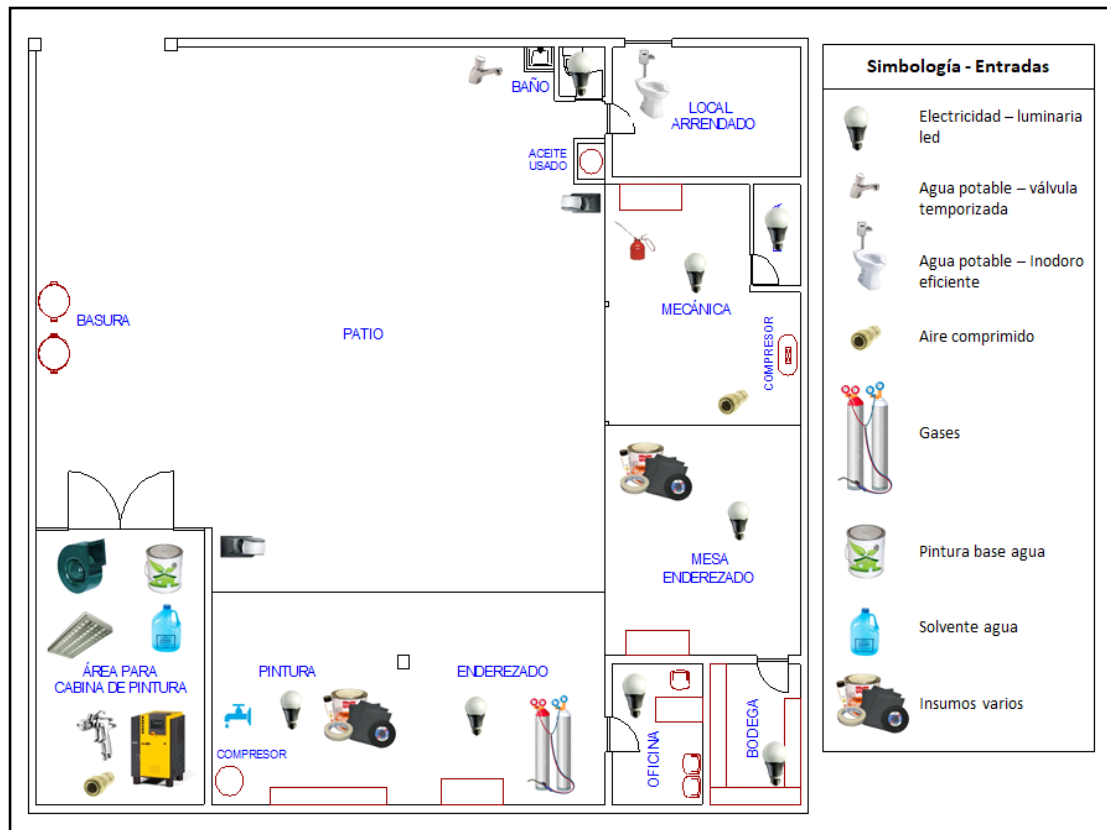 BAÑO
LOCAL
ARRENDADO
ACEITE
USADO
MECÁNICA
COMPRESOR
BASURA
PATIO
MESA
ENDEREZADO
ÁREA PARA
CABINA DE PINTURA
PINTURA
ENDEREZADO
COMPRESOR
OFICINA
BODEGA
Simbología - Entradas
Electricidad – luminaria
led
Agua potable – válvula
temporizada
Agua potable – Inodoro
eficiente
Aire comprimido
Gases
Pintura base agua
Solvente agua
Insumos varios